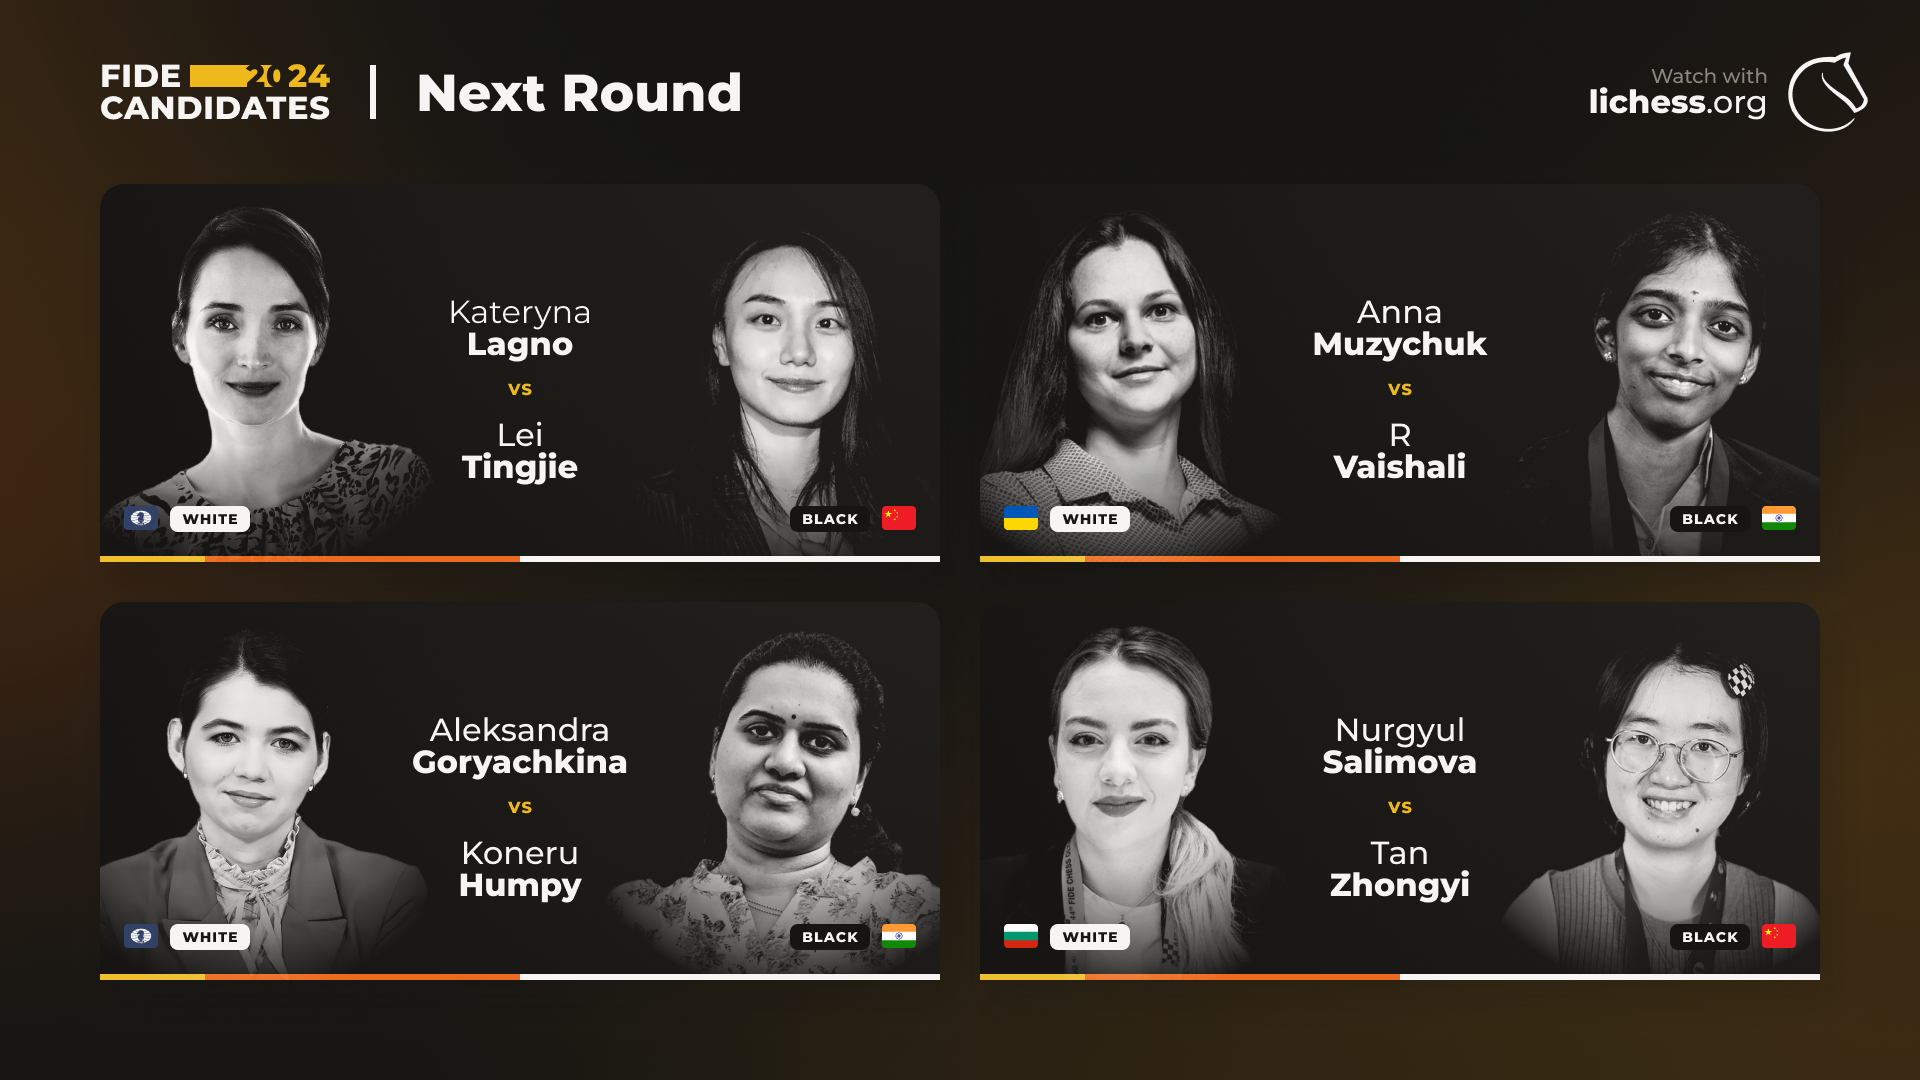 FIDE 2024
CANDIDATES
Next Round
Watch with
lichess.org
Kateryna
Lagno
vs
Lei
Tingjie
WHITE
BLACK
Anna
Muzychuk
vs
R
Vaishali
WHITE
BLACK
Aleksandra
Goryachkina
vs
Koneru
Humpy
WHITE
BLACK
Nurgyul
Salimova
vs
Tan
Zhongyi
WHITE
BLACK